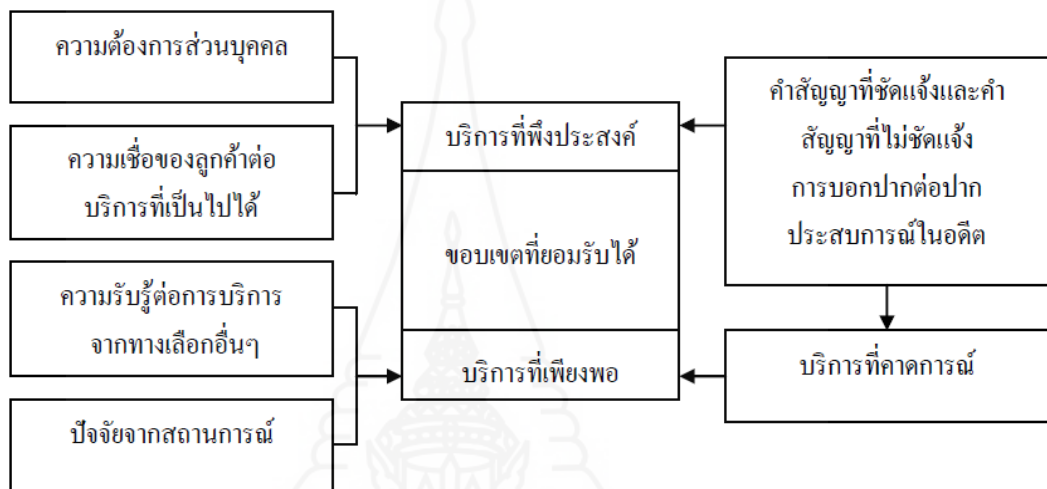 ความต้องการส่วนบุคคล
ความเชื่อของลูกค้าต่อ
บริการที่เป็นไปได้
ความรับรู้ต่อการบริการ
จากทางเลือกอื่นๆ
ปัจจัยจากสถานการณ์
บริการที่พึงประสงค์
ขอบเขตที่ยอมรับได้
บริการที่เพียงพอ
คำสัญญาที่ชัดแจ้งและคำ
สัญญาที่ไม่ชัดแจ้ง
การบอกปากต่อปาก
ประสบการณ์ในอดีต
บริการที่คาดการณ์